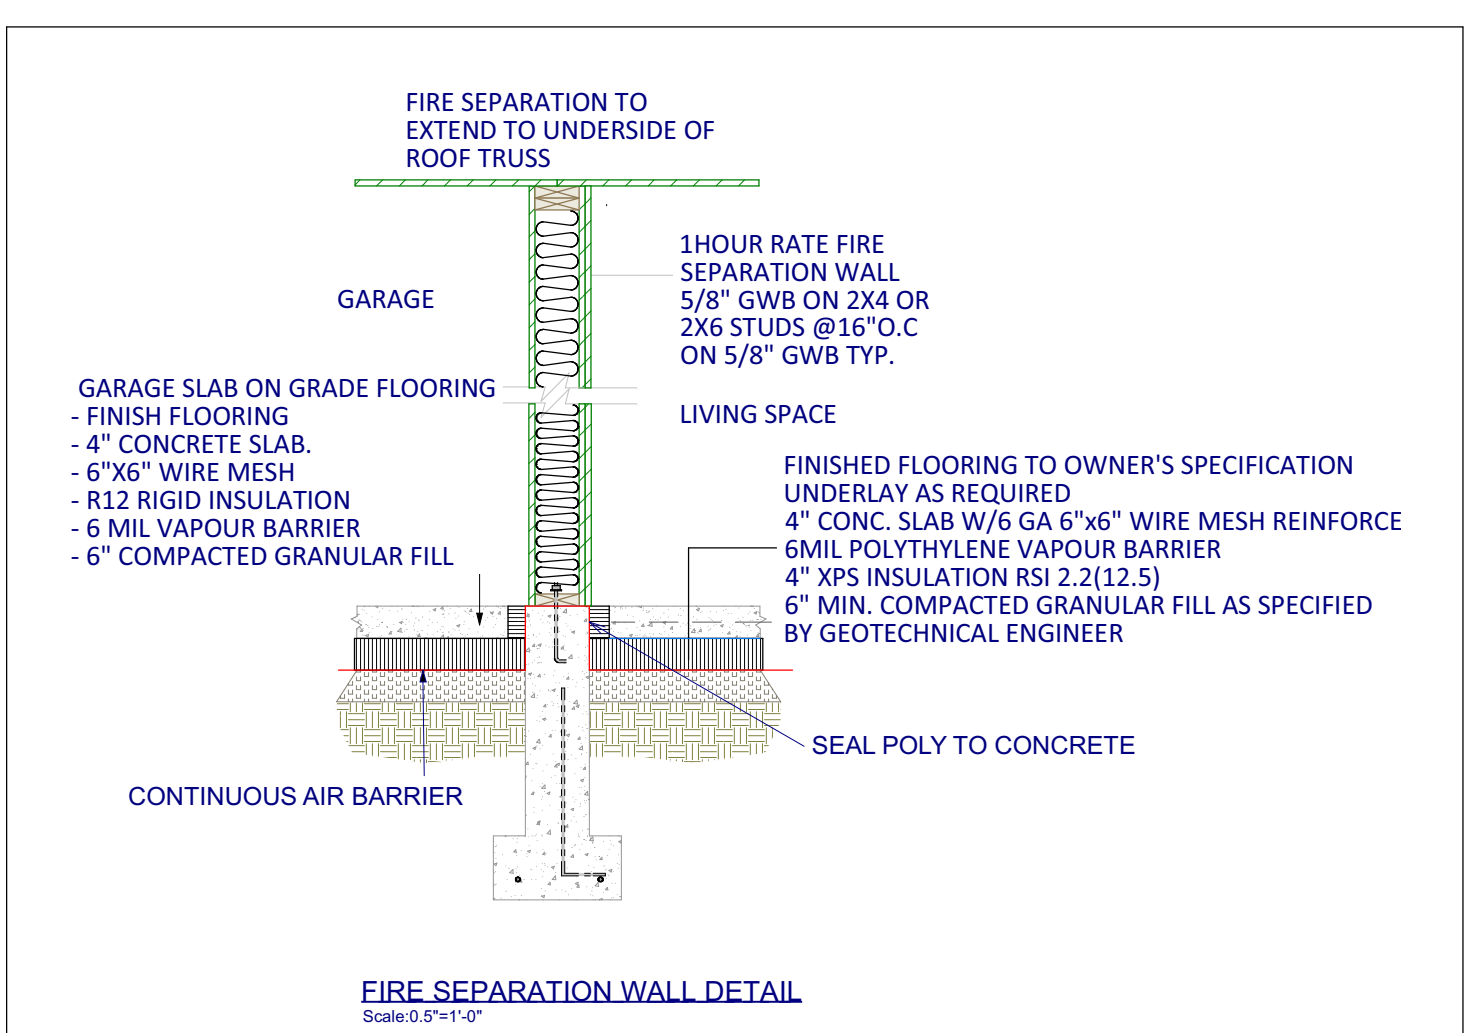 FIRE SEPARATION TO
EXTEND TO UNDERSIDE OF
ROOF TRUSS
1HOUR RATE FIRE
SEPARATION WALL
5/8" GWB ON 2X4 OR
2X6 STUDS @16"O.C
ON 5/8" GWB TYP.
GARAGE
GARAGE SLAB ON GRADE FLOORING
- FINISH FLOORING
- 4" CONCRETE SLAB.
- 6"X6" WIRE MESH
- R12 RIGID INSULATION
- 6 MIL VAPOUR BARRIER
- 6" COMPACTED GRANULAR FILL
LIVING SPACE
FINISHED FLOORING TO OWNER'S SPECIFICATION
UNDERLAY AS REQUIRED
4" CONC. SLAB W/6 GA 6"x6" WIRE MESH REINFORCE
6MIL POLYTHYLENE VAPOUR BARRIER
4" XPS INSULATION RSI 2.2(12.5)
6" MIN. COMPACTED GRANULAR FILL AS SPECIFIED
BY GEOTECHNICAL ENGINEER
SEAL POLY TO CONCRETE
CONTINUOUS AIR BARRIER
FIRE SEPARATION WALL DETAIL
Scale:0.5"=1'-0"